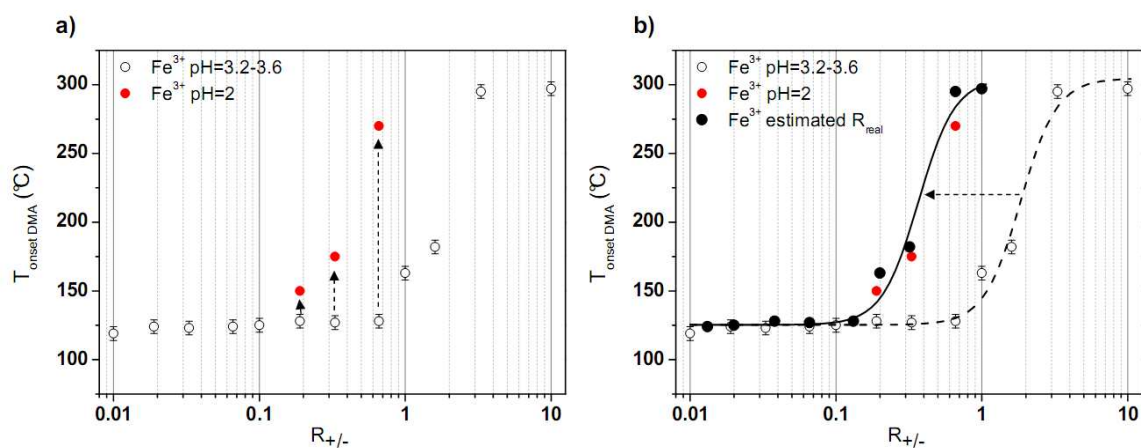 a)
Fe3+ pH=3.2-3.6
Fe3+ pH=2
300
250
200
150
100
T onset DMA (°C)
0.01
0.1
1
10
R+/-
b)
Fe3+ pH=3.2-3.6
Fe3+ pH=2
Fe3+ estimated Rreal
300
250
200
150
100
T onset DMA (°C)
0.01
0.1
1
10
R+/-